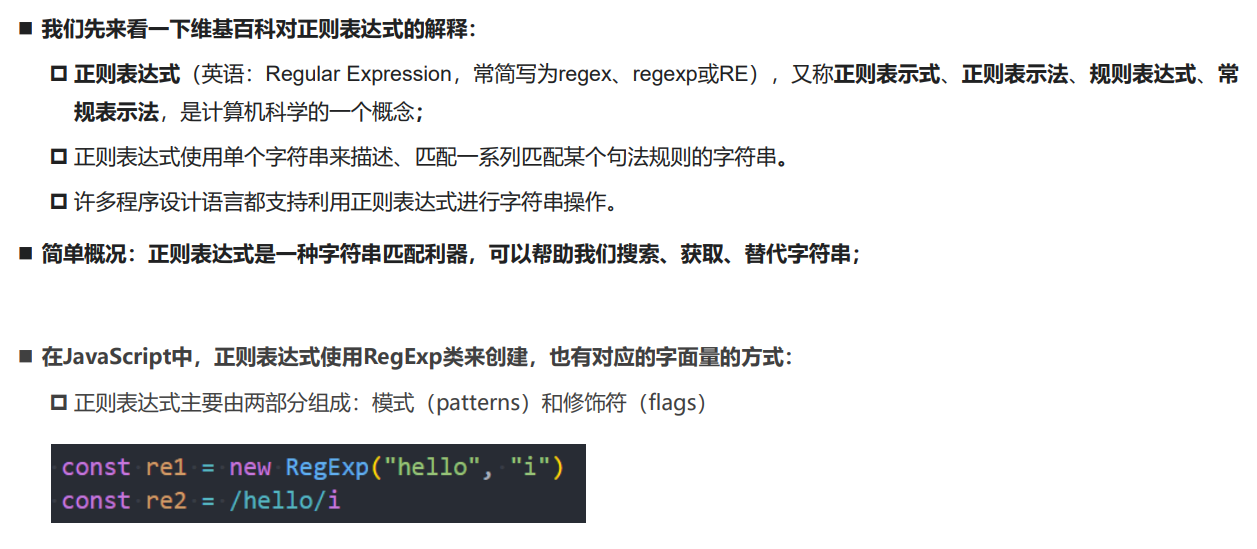 我们先来看一下维基百科对正则表达式的解释：
正则表达式（英语：Regular Expression，常简写为regex、regexp或RE），又称正则表示式、正则表示法、规则表达式、常
规表示法，是计算机科学的一个概念；
正则表达式使用单个字符串来描述、匹配一系列匹配某个句法规则的字符串。
许多程序设计语言都支持利用正则表达式进行字符串操作。
简单概况：正则表达式是一种字符串匹配利器，可以帮助我们搜索、获取、替代字符串；
在JavaScript中，正则表达式使用RegExp类来创建，也有对应的字面量的方式：
正则表达式主要由两部分组成：模式（patterns）和修饰符（flags）
const re1 = new RegExp("hello", "i")
const re2 = /hello/i